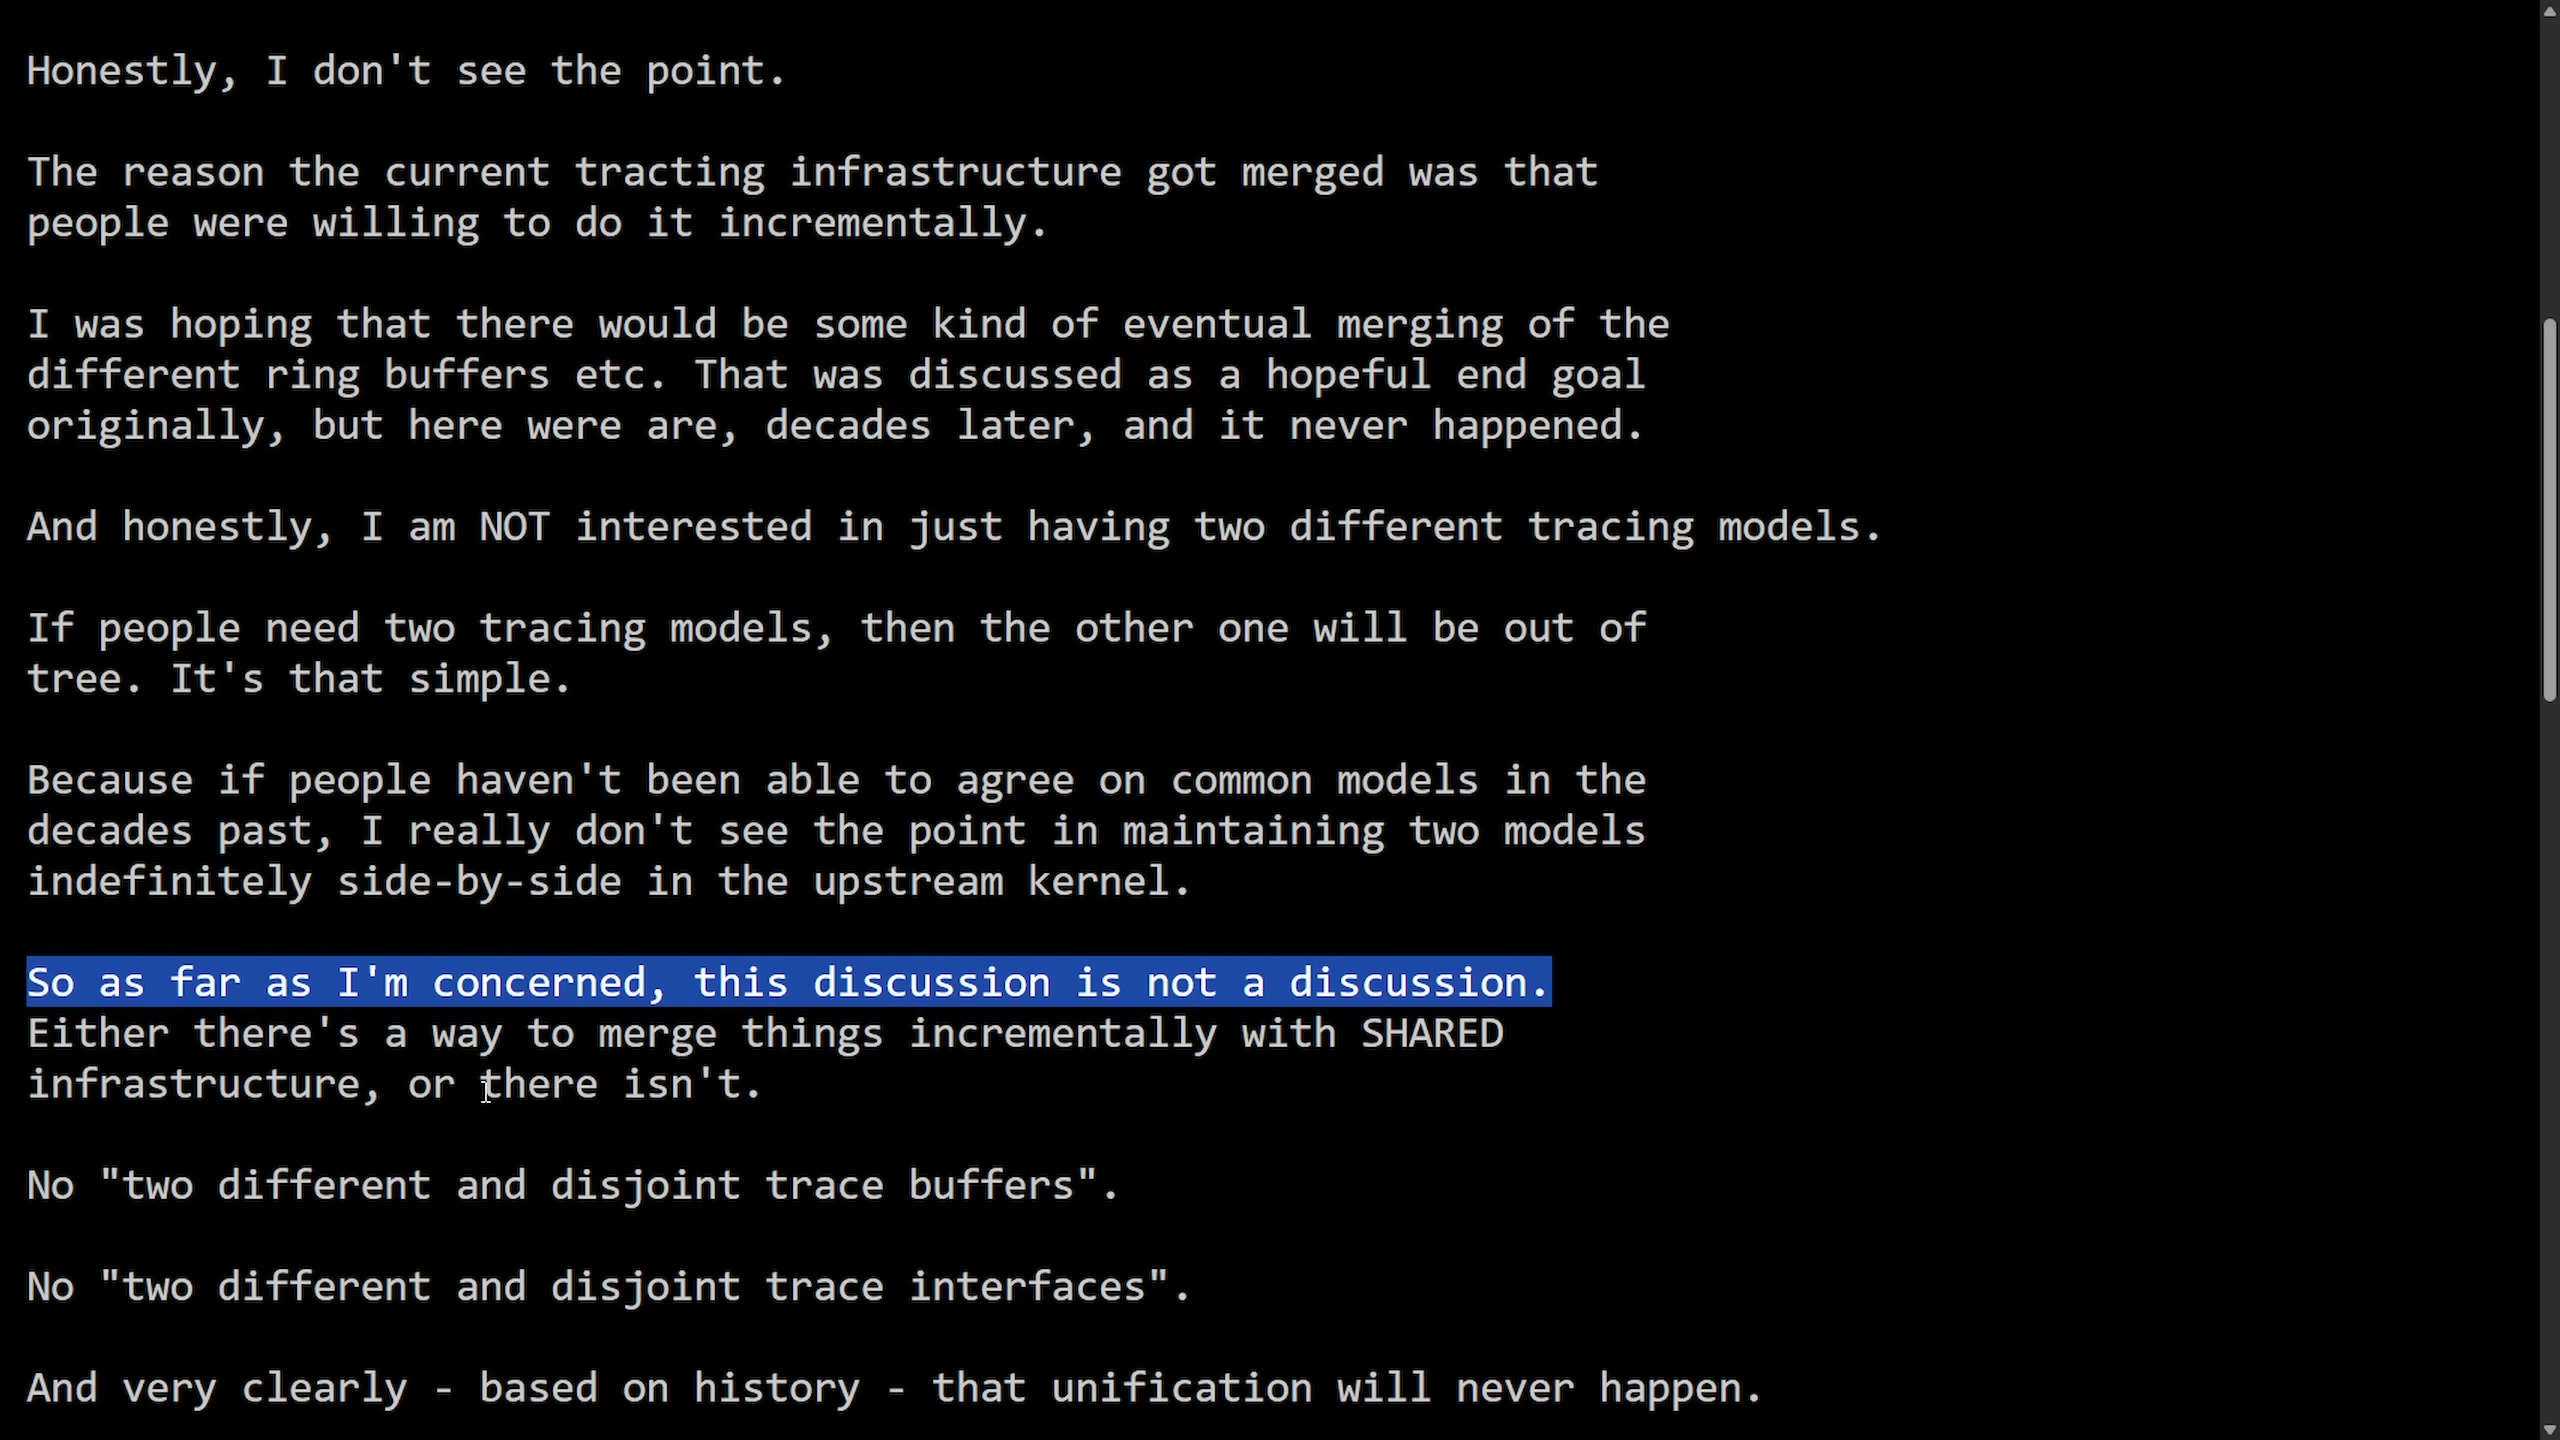 Honestly, I don't see the point.
The reason the current tracting infrastructure got merged was that
people were willing to do it incrementally.
I was hoping that there would be some kind of eventual merging of the
different ring buffers etc. That was discussed as a hopeful end goal
originally, but here were are, decades later, and it never happened.
And honestly, I am NOT interested in just having two different tracing models.
If people need two tracing models, then the other one will be out of
tree. It's that simple.
Because if people haven't been able to agree on common models in the
decades past, I really don't see the point in maintaining two models
indefinitely side-by-side in the upstream kernel.
So as far as I'm concerned, this discussion is not a discussion.
Either there's a way to merge things incrementally with SHARED
infrastructure, or there isn't.
No "two different and disjoint trace buffers".
No "two different and disjoint trace interfaces".
And very clearly - based on history - that unification will never happen.